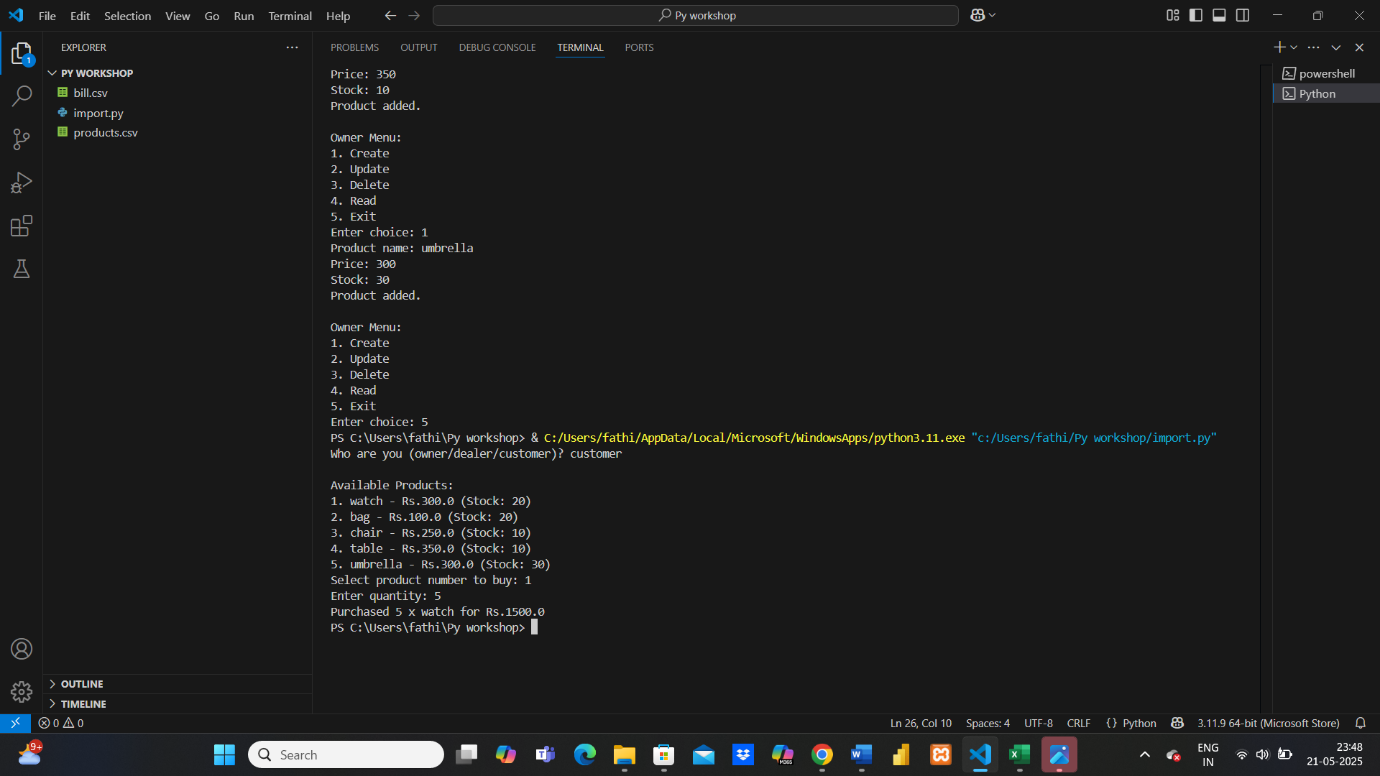 File Edit Selection View Go Run Terminal Help
Py workshop
EXPLORER
PY WORKSHOP
bill.csv
import.py
products.csv
OUTLINE
TIMELINE
1
PROBLEMS OUTPUT DEBUG CONSOLE TERMINAL PORTS
powershell
Python
Price: 350
Stock: 10
Product added.
Owner Menu:
1. Create
2. Update
3. Delete
4. Read
5. Exit
Enter choice: 1
Product name: umbrella
Price: 300
Stock: 30
Product added.
Owner Menu:
1. Create
2. Update
3. Delete
4. Read
5. Exit
Enter choice: 5
PS C:\Users\fathi\Py workshop> & C:/Users/fathi/AppData/Local/Microsoft/WindowsApps/python3.11.exe "c:/Users/fathi/Py workshop/import.py"
Who are you (owner/dealer/customer)? customer
Available Products:
1. watch - Rs.300.0 (Stock: 20)
2. bag - Rs.100.0 (Stock: 20)
3. chair - Rs.250.0 (Stock: 10)
4. table - Rs.350.0 (Stock: 10)
5. umbrella - Rs.300.0 (Stock: 30)
Select product number to buy: 1
Enter quantity: 5
Purchased 5 x watch for Rs.1500.0
PS C:\Users\fathi\Py workshop>
0 0 Ln 26, Col 10 Spaces: 4 UTF-8 CRLF {} Python 3.11.9 64-bit (Microsoft Store)
9+
Search
M365
ENG
IN
23:48
21-05-2025